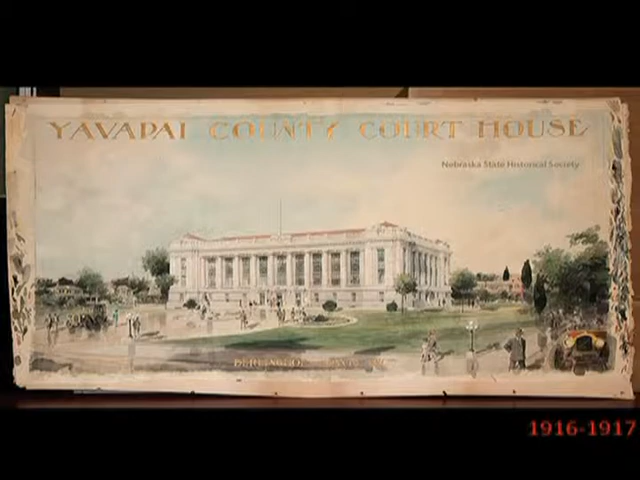 YAVAPAI COUNTY COURT HOUSE
Nebraska State Historical Society
1916-1917